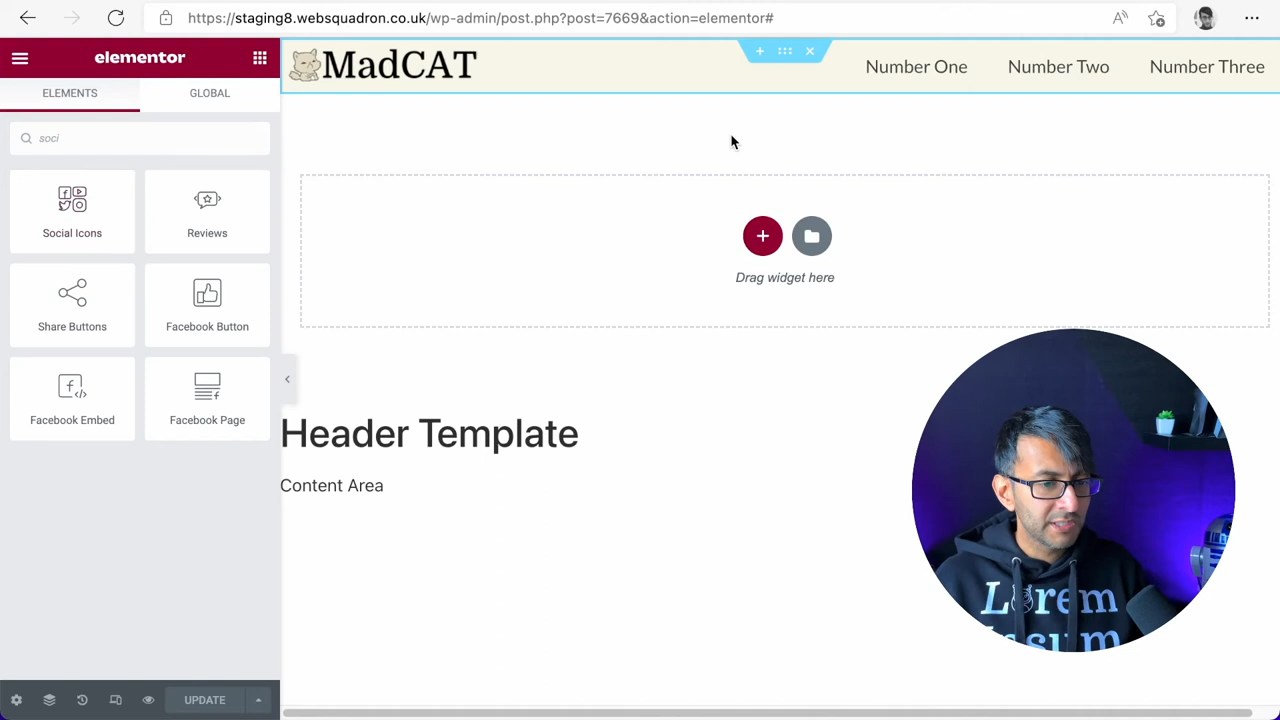 https://staging8.websquadron.co.uk/wp-admin/post.php?post=7669&action=elementor#
elementor
MadCAT
Number One
Number Two
Number Three
ELEMENTS
GLOBAL
soci
Social Icons
Reviews
Share Buttons
Facebook Button
Facebook Embed
Facebook Page
Drag widget here
Header Template
Content Area
Lorem
Ipsum
UPDATE